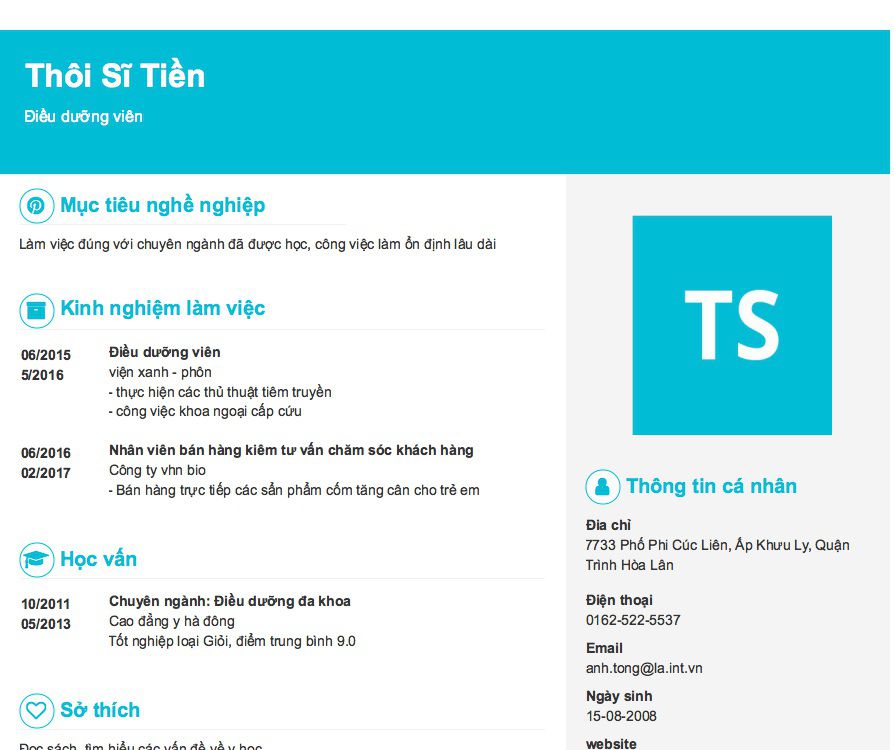 Thôi Sĩ Tiền
Điều dưỡng viên
Mục tiêu nghề nghiệp
Làm việc đúng với chuyên ngành đã được học, công việc làm ổn định lâu dài
Kinh nghiệm làm việc
06/2015
5/2016
Điều dưỡng viên
viện xanh - phôn
- thực hiện các thủ thuật tiêm truyền
- công việc khoa ngoại cấp cứu
06/2016
02/2017
Nhân viên bán hàng kiêm tư vấn chăm sóc khách hàng
Công ty vhn bio
- Bán hàng trực tiếp các sẩn phẩm cốm tăng cân cho trẻ em
Học vấn
10/2011
05/2013
Chuyên ngành: Điều dưỡng đa khoa
Cao đẳng y hà đông
Tốt nghiệp loại Giỏi, điểm trung bình 9.0
Sở thích
Đọc sách, tìm hiểu các vấn đề về y học
TS
Thông tin cá nhân
Địa chỉ
7733 Phố Phi Cúc Liên, Ấp Khưu Ly, Quận
Trình Hòa Lân
Điện thoại
0162-522-5537
Email
anh.tong@la.int.vn
Ngày sinh
15-08-2008
website